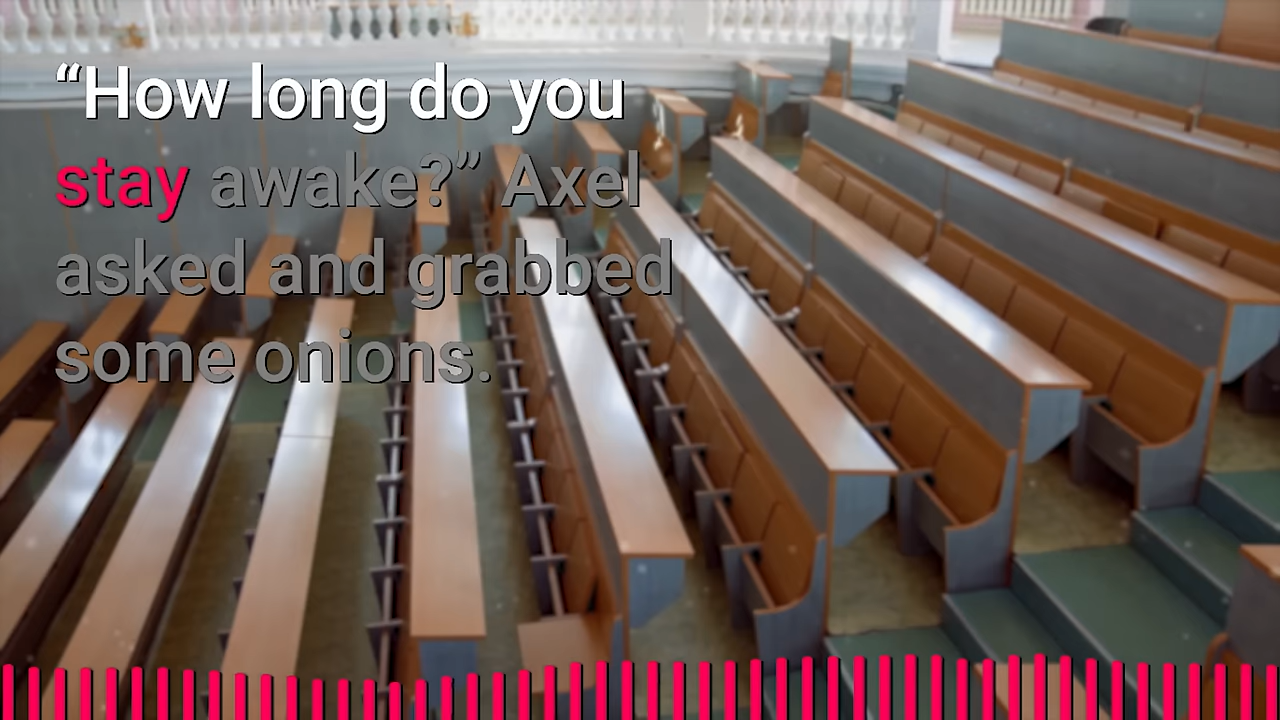 “How long do you
stay awake?” Axel
asked and grabbed
some onions.